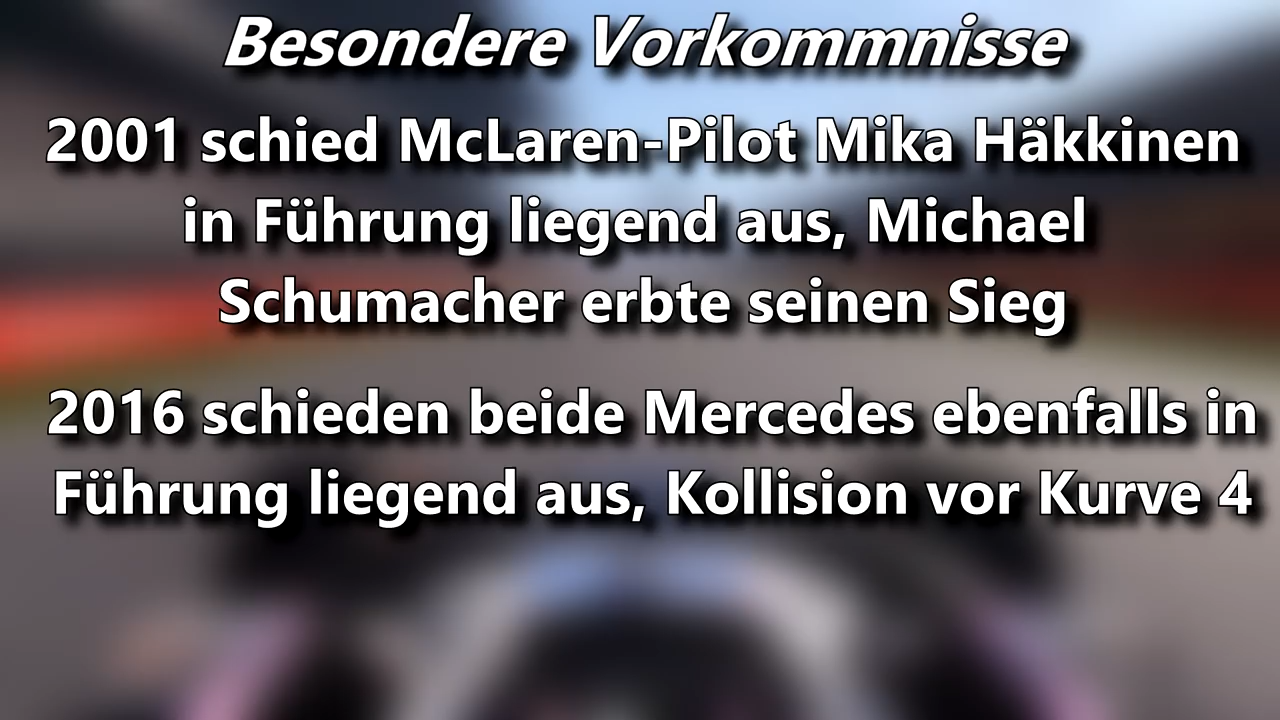 Besondere Vorkommnisse
2001 schied McLaren-Pilot Mika Häkkinen
in Führung liegend aus, Michael
Schumacher erbte seinen Sieg
2016 schieden beide Mercedes ebenfalls in
Führung liegend aus, Kollision vor Kurve 4